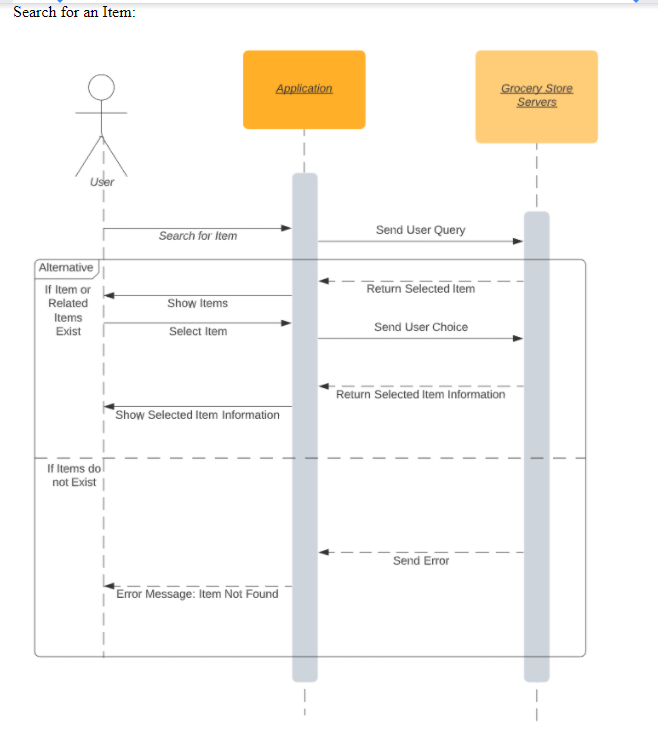 Search for an Item:
Application
Grocery Store
Servers
User
Search for Item
Send User Query
Alternative
If Item or
Related
Items
Exist
Return Selected Item
Show Items
Select Item
Send User Choice
Return Selected Item Information
Show Selected Item Information
If Items do
not Exist
Send Error
Error Message: Item Not Found